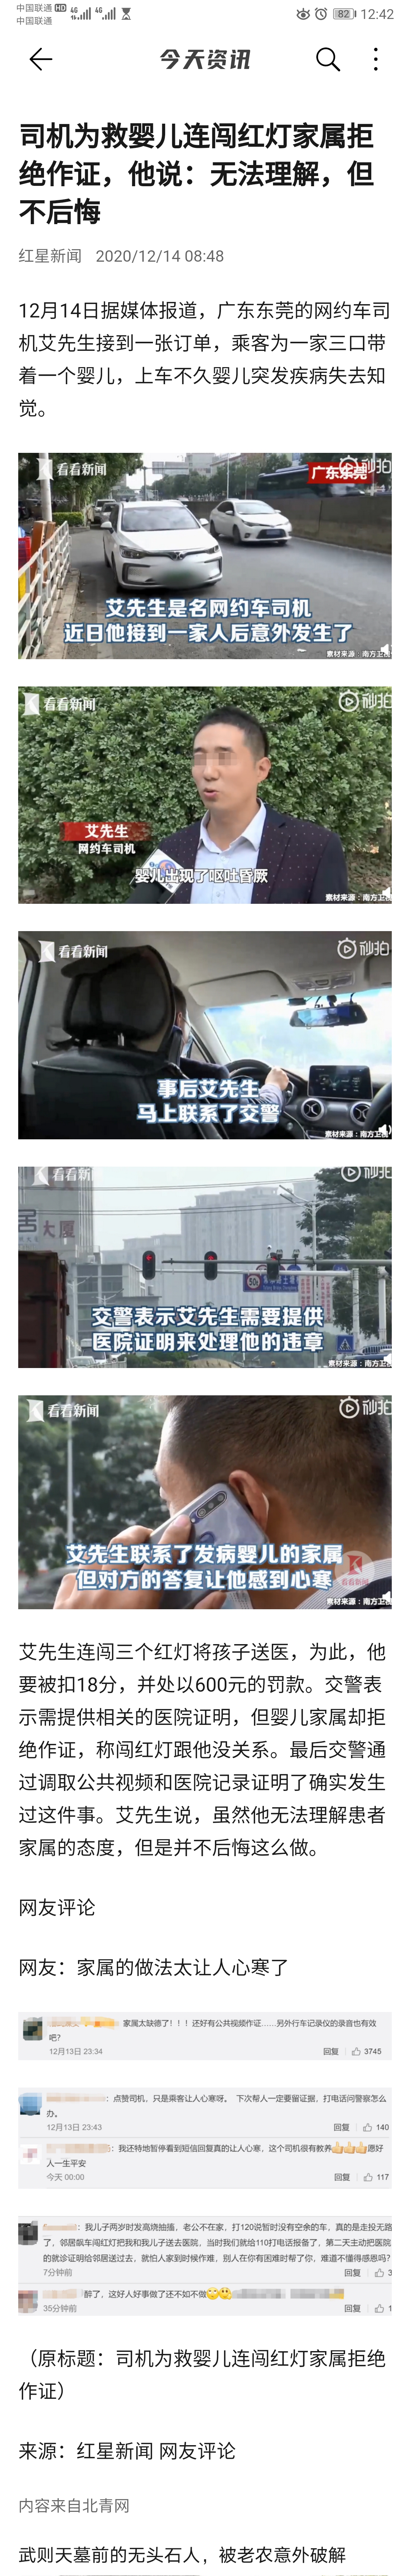 中国联通 HD 4G 4G
中国联通
82 12:42
今天资讯
司机为救婴儿连闯红灯家属拒
绝作证，他说：无法理解，但
不后悔
红星新闻 2020/12/14 08:48
12月14日据媒体报道，广东东莞的网约车司
机艾先生接到一张订单，乘客为一家三口带
着一个婴儿，上车不久婴儿突发疾病失去知
觉。
看看新闻
秒拍
广东东莞
艾先生是名网约车司机
近日他接到一家人后意外发生了
素材来源：南方卫视
看看新闻
秒拍
艾先生
网约车司机
婴儿出现了呕吐昏厥
素材来源：南方卫视
看看新闻
秒拍
事后艾先生
马上联系了交警
素材来源：南方卫视
看看新闻
秒拍
大厦
30
交警表示艾先生需要提供
医院证明来处理他的违章
素材来源：南方卫视
看看新闻
秒拍
艾先生联系了发病婴儿的家属
但对方的答复让他感到心寒
看看新闻
素材来源：南方卫视
艾先生连闯三个红灯将孩子送医，为此，他
要被扣18分，并处以600元的罚款。交警表
示需提供相关的医院证明，但婴儿家属却拒
绝作证，称闯红灯跟他没关系。最后交警通
过调取公共视频和医院记录证明了确实发生
过这件事。艾先生说，虽然他无法理解患者
家属的态度，但是并不后悔这么做。
网友评论
网友：家属的做法太让人心寒了
家属太缺德了！！！还好有公共视频作证……另外行车记录仪的录音也有效
吧？
12月13日 23:34 回复 3745
：点赞司机，只是乘客让人心寒呀。 下次帮人一定要留证据，打电话问警察怎么
办。
12月13日 23:43 回复 140
：我还特地暂停看到短信回复真的让人心寒，这个司机很有教养👍👍👍愿好
人一生平安
今天 00:00 回复 117
：我儿子两岁时发高烧抽搐，老公不在家，打120说暂时没有空余的车、真的是走投无路
了，邻居飙车闯红灯把我和我儿子送去医院，当时我们就给110打电话报备了，第二天主动把医院
的就诊证明给邻居送过去，就怕人家到时候作难，别人在你有困难时帮了你，难道不懂得感恩吗？
7分钟前 回复 3
醉了，这好人好事做了还不如不做
35分钟前 回复 1
（原标题：司机为救婴儿连闯红灯家属拒绝
作证）
来源：红星新闻 网友评论
内容来自北青网
武则天墓前的无头石人，被老农意外破解